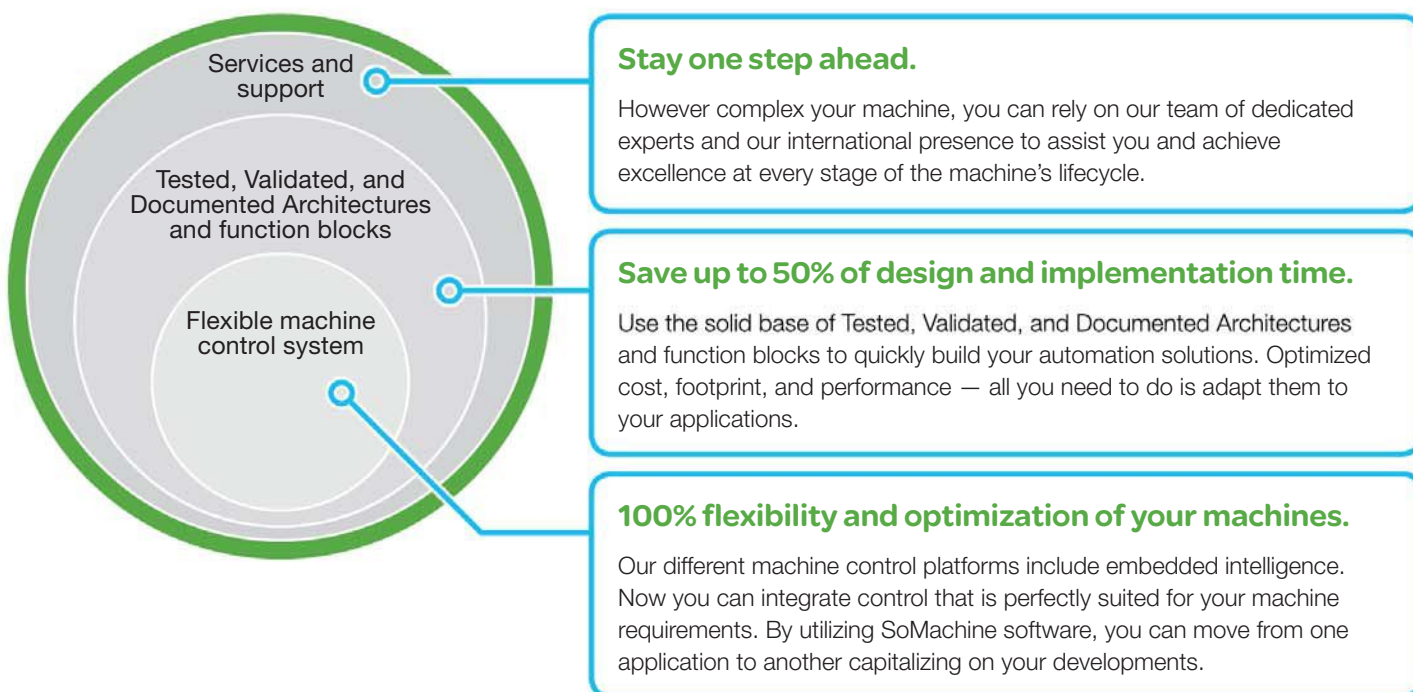 Services and
support
Tested, Validated, and
Documented Architectures
and function blocks
Flexible machine
control system
Stay one step ahead.
However complex your machine, you can rely on our team of dedicated
experts and our international presence to assist you and achieve
excellence at every stage of the machine’s lifecycle.
Save up to 50% of design and implementation time.
Use the solid base of Tested, Validated, and Documented Architectures
and function blocks to quickly build your automation solutions. Optimized
cost, footprint, and performance — all you need to do is adapt them to
your applications.
100% flexibility and optimization of your machines.
Our different machine control platforms include embedded intelligence.
Now you can integrate control that is perfectly suited for your machine
requirements. By utilizing SoMachine software, you can move from one
application to another capitalizing on your developments.